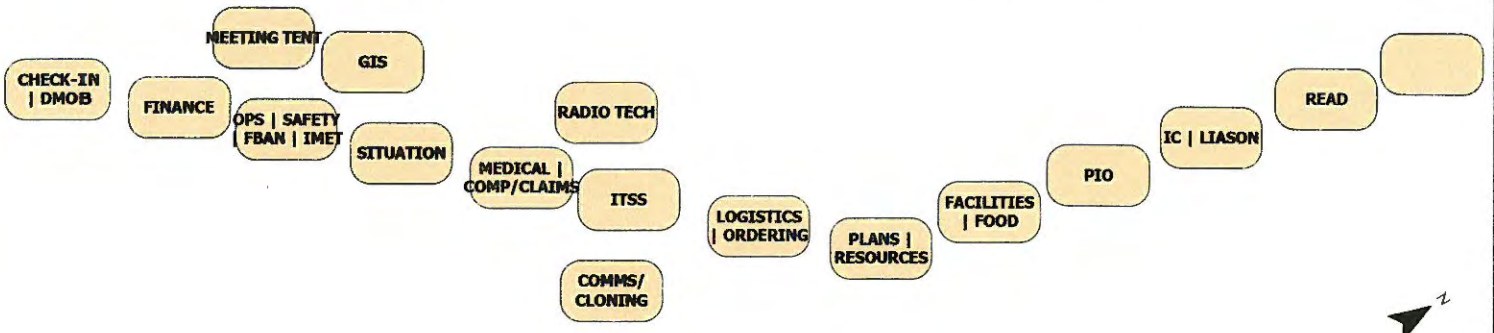 MEETING TENT
GIS
CHECK-IN
| DMOB
FINANCE
OPS | SAFETY
| FBAN | IMET
SITUATION
RADIO TECH
MEDICAL |
COMP/CLAIMS
ITSS
COMMS/
CLONING
LOGISTICS
| ORDERING
PLANS |
RESOURCES
FACILITIES
| FOOD
PIO
IC | LIASON
READ
N